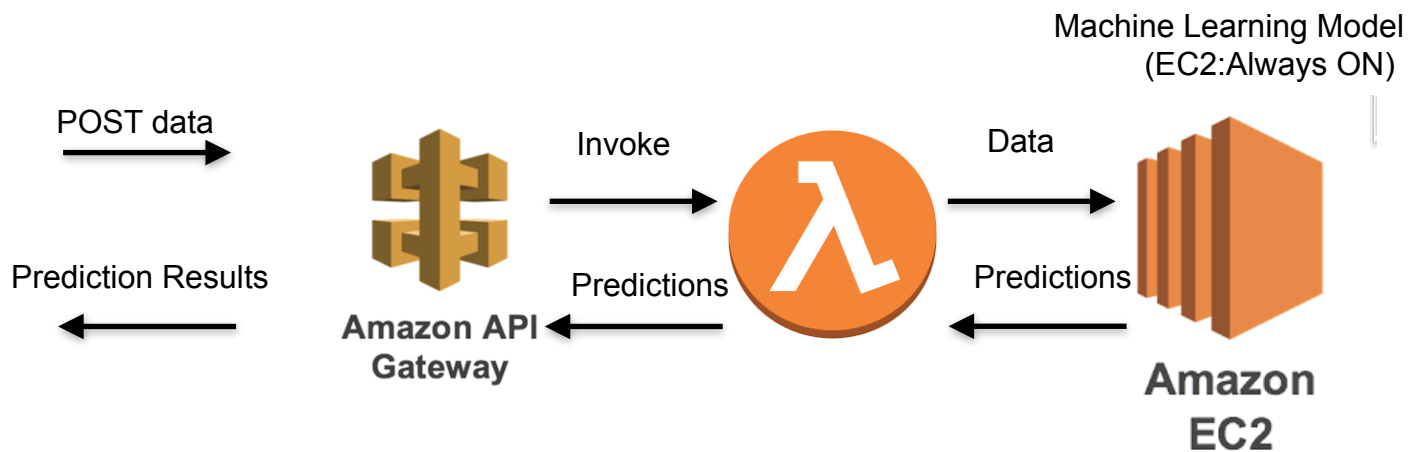 Machine Learning Model
(EC2:Always ON)
POST data
Invoke
Data
Prediction Results
Predictions
Predictions
Amazon API
Gateway
Amazon
EC2